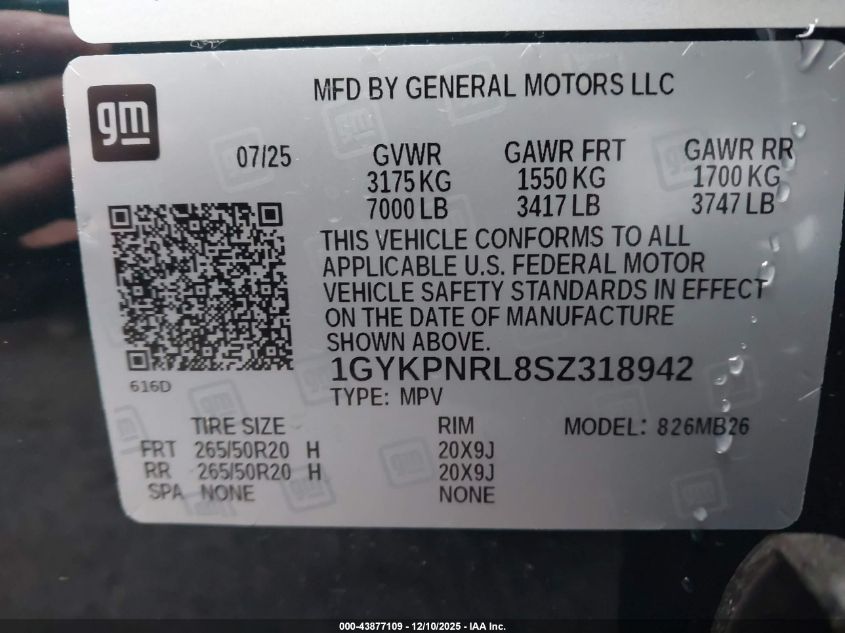 gm
MFD BY GENERAL MOTORS LLC
07/25 GVWR GAWR FRT GAWR RR
3175 KG 1550 KG 1700 KG
7000 LB 3417 LB 3747 LB
THIS VEHICLE CONFORMS TO ALL
APPLICABLE U.S. FEDERAL MOTOR
VEHICLE SAFETY STANDARDS IN EFFECT
ON THE DATE OF MANUFACTURE
SHOWN ABOVE.
1GYKPNRL8SZ318942
616D
TYPE: MPV
TIRE SIZE RIM MODEL: 826MB26
FRT 265/50R20 H 20X9J
RR 265/50R20 H 20X9J
SPA NONE NONE
000-43877109 - 12/10/2025 - IAA Inc.